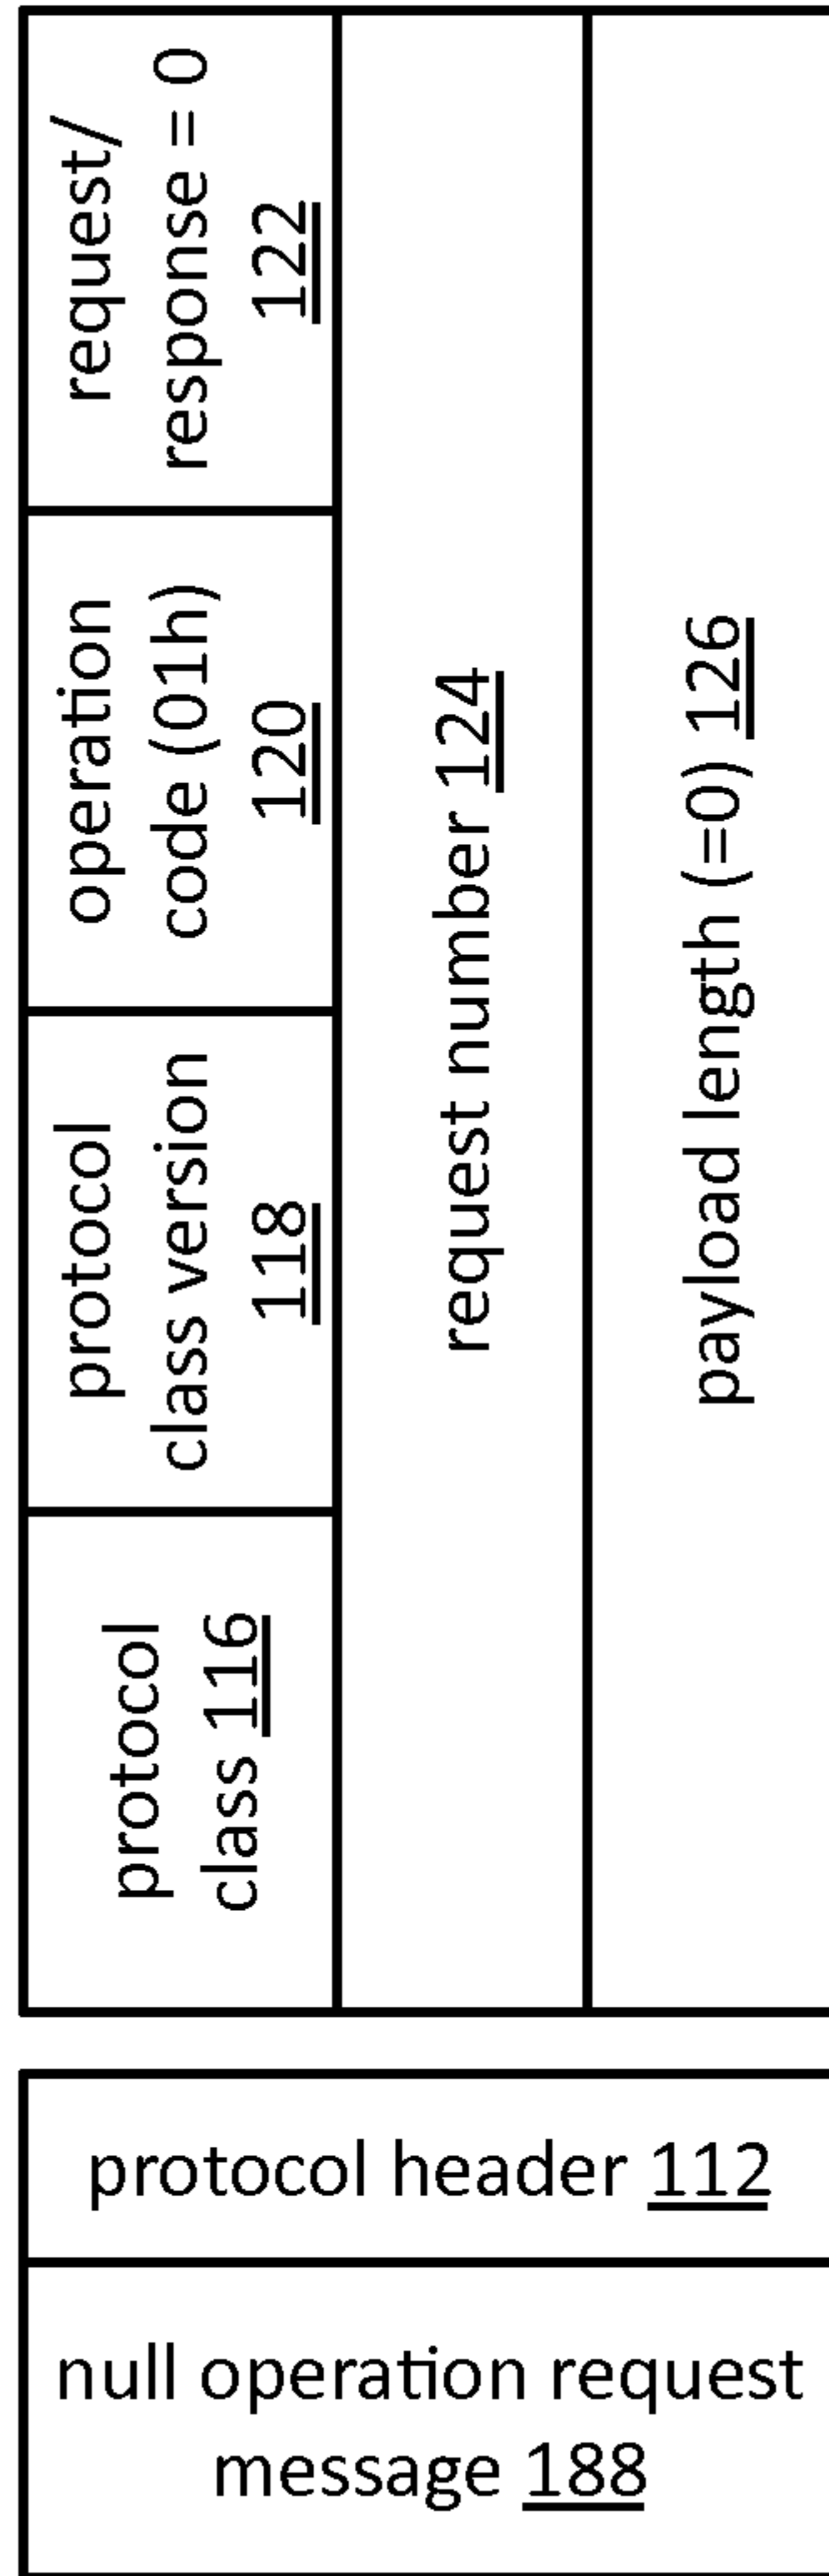 null operation request
message 188
protocol header 112
protocol
class 116
protocol
class version
118
operation
code (01h)
120
request/
response = 0
122
request number 124
payload length (=0) 126